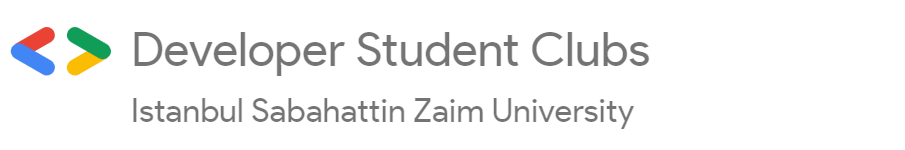 Developer Student Clubs
Istanbul Sabahattin Zaim University